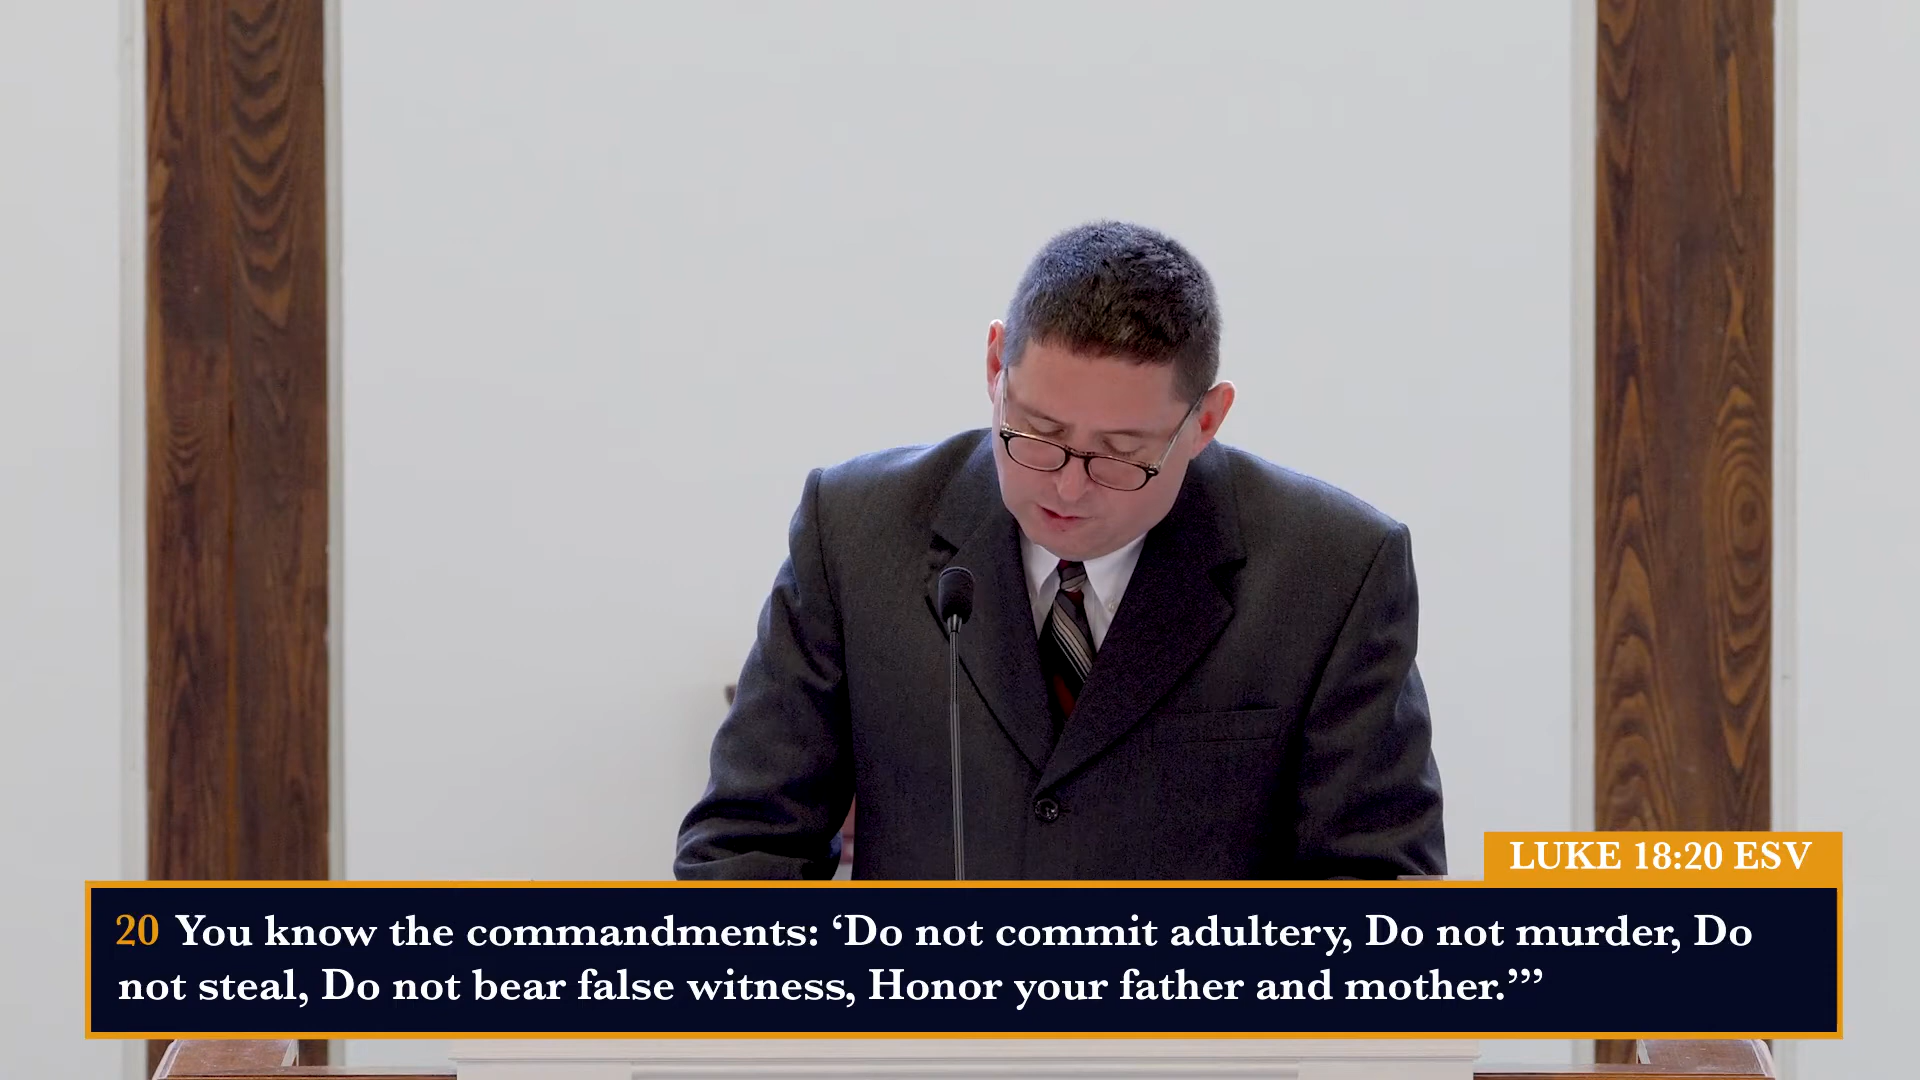 LUKE 18:20 ESV
20 You know the commandments: ‘Do not commit adultery, Do not murder, Do
not steal, Do not bear false witness, Honor your father and mother.’”